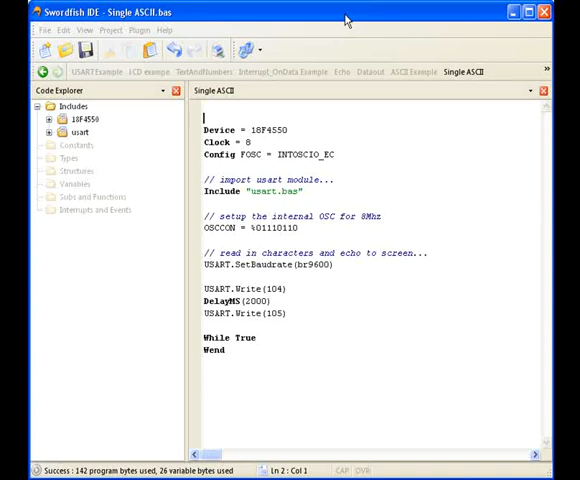 Swordfish IDE - Single ASCII.bas
File Edit View Project Plugin Help
USART Example LCD example TextAndNumbers Interrupt_OnData Example Echo Dataout ASCII Example Single ASCII
Code Explorer
Single ASCII
Includes
18F4550
usart
Constants
Types
Structures
Variables
Subs and Functions
Interrupts and Events
Device = 18F4550
Clock = 8
Config FOSC = INTOSCIO_EC
// import usart module...
Include "usart.bas"
// setup the internal OSC for 8Mhz
OSCCON = %01110110
// read in characters and echo to screen...
USART.SetBaudrate(br9600)
USART.Write(104)
DelayMS(2000)
USART.Write(105)
While True
Wend
Success : 142 program bytes used, 26 variable bytes used Ln 2 : Col 1 CAP OVR